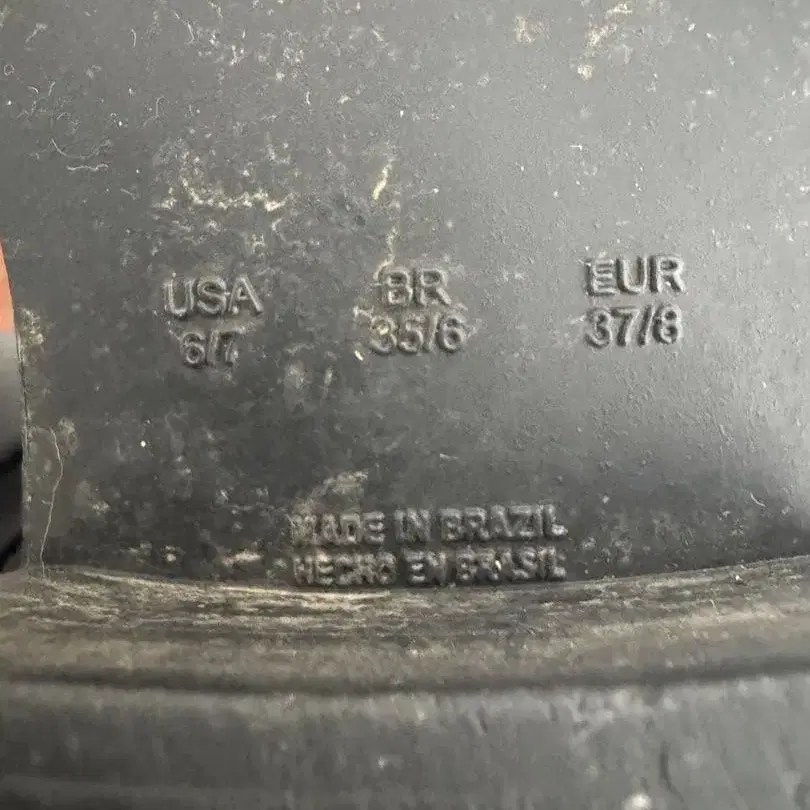 USA BR EUR
6/7 35/6 37/8
MADE IN BRAZIL
HECHO EN BRASIL